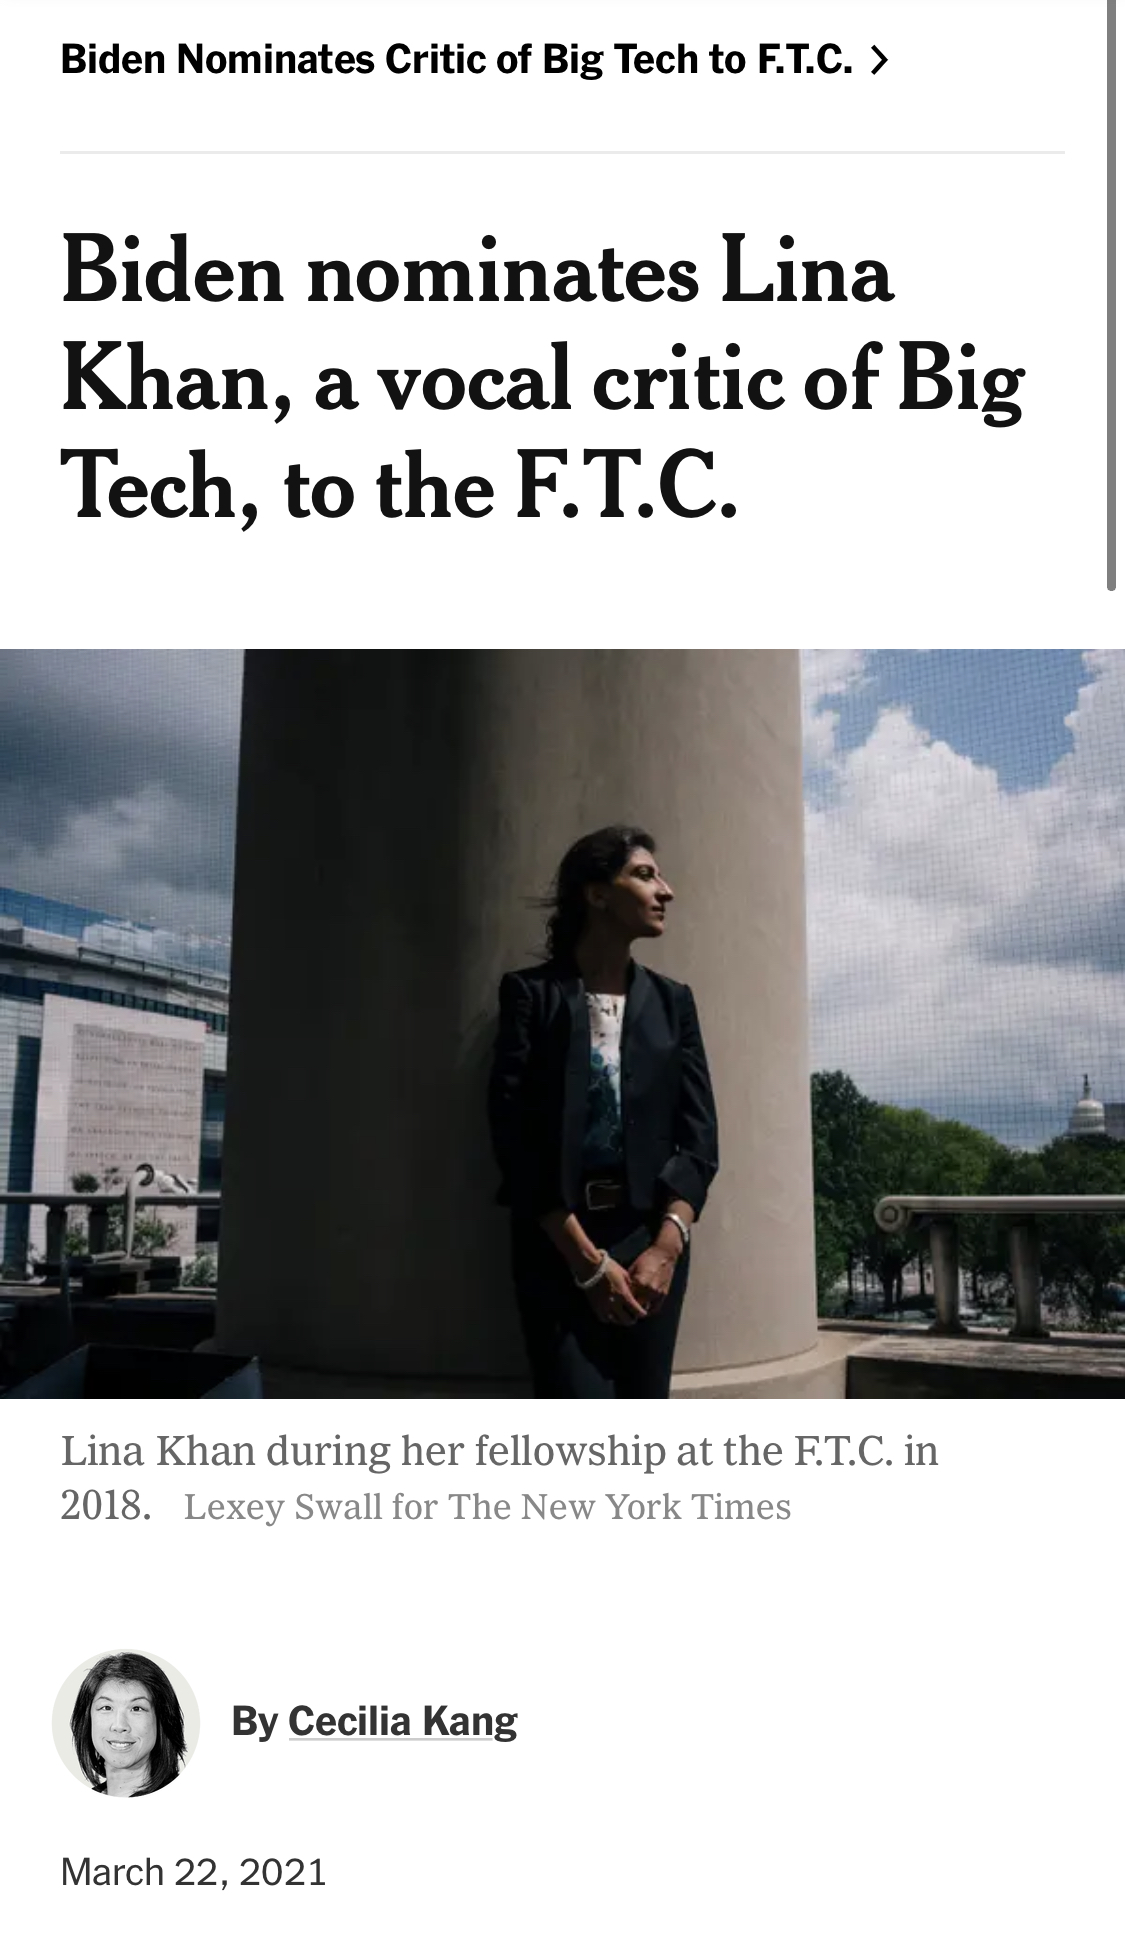 Biden Nominates Critic of Big Tech to F.T.C. >
Biden nominates Lina
Khan, a vocal critic of Big
Tech, to the F.T.C.
Lina Khan during her fellowship at the F.T.C. in
2018. Lexey Swall for The New York Times
By Cecilia Kang
March 22, 2021